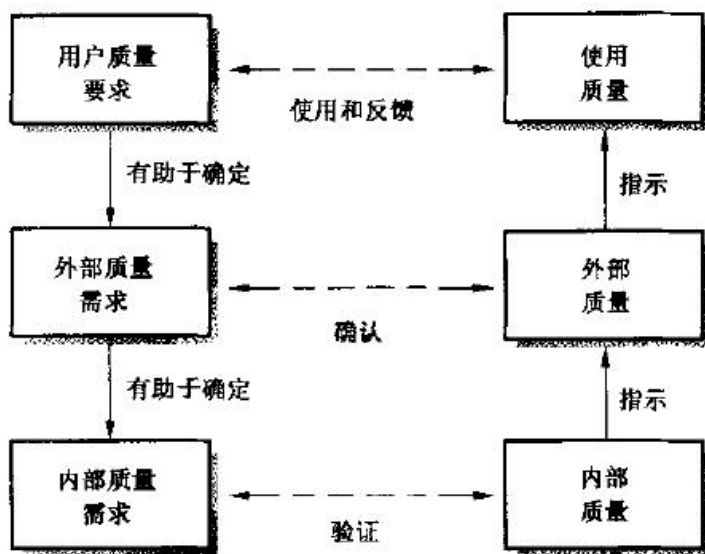 用户质量
要求
使用
质量
使用和反馈
有助于确定
指示
外部质量
需求
外部
质量
确认
有助于确定
指示
内部质量
需求
内部
质量
验证